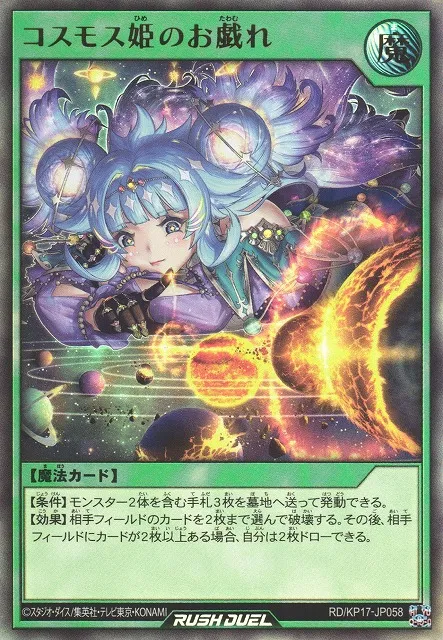 コスモス姫のお戯れ
魔
【魔法カード】
【条件】モンスター2体を含む手札3枚を墓地へ送って発動できる。
【効果】相手フィールドのカードを2枚まで選んで破壊する。その後、相手
フィールドにカードが2枚以上ある場合、自分は2枚ドローできる。
©スタジオ・ダイス/集英社・テレビ東京・KONAMI
RUSH DUEL
RD/KP17-JP058